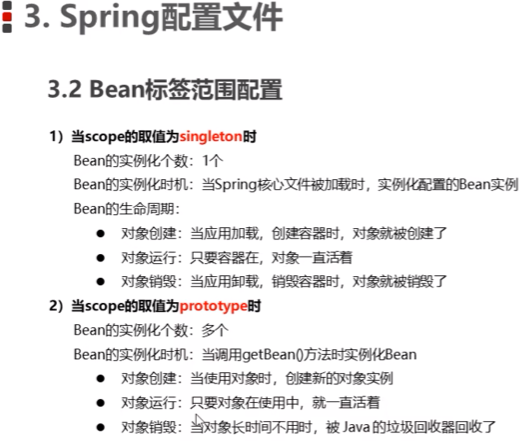 3. Spring配置文件
3.2 Bean标签范围配置
1）当scope的取值为singleton时
Bean的实例化个数：1个
Bean的实例化时机：当Spring核心文件被加载时，实例化配置的Bean实例
Bean的生命周期：
● 对象创建：当应用加载，创建容器时，对象就被创建了
● 对象运行：只要容器在，对象一直活着
● 对象销毁：当应用卸载，销毁容器时，对象就被销毁了
2）当scope的取值为prototype时
Bean的实例化个数：多个
Bean的实例化时机：当调用getBean()方法时实例化Bean
● 对象创建：当使用对象时，创建新的对象实例
● 对象运行：只要对象在使用中，就一直活着
● 对象销毁：当对象长时间不用时，被 Java 的垃圾回收器回收了